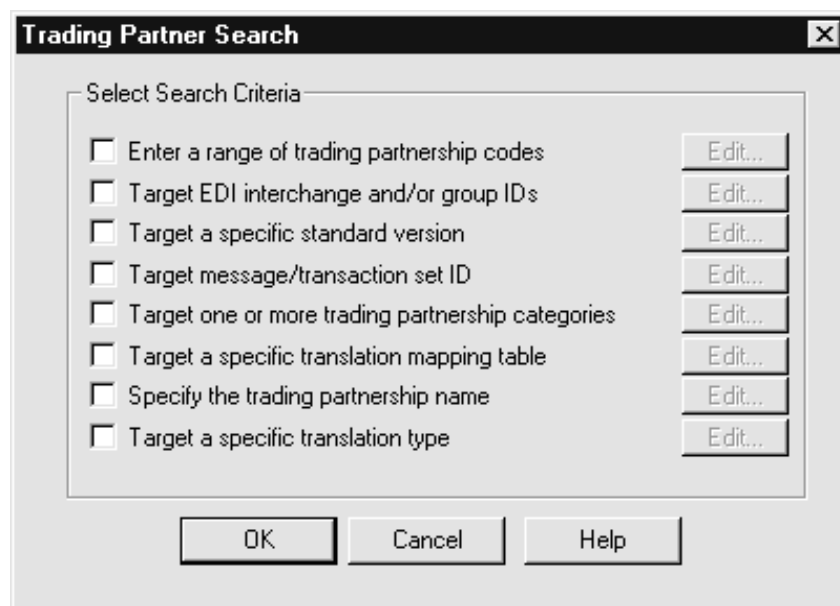 Trading Partner Search
Select Search Criteria
Enter a range of trading partnership codes Edit...
Target EDI interchange and/or group IDs Edit...
Target a specific standard version Edit...
Target message/transaction set ID Edit...
Target one or more trading partnership categories Edit...
Target a specific translation mapping table Edit...
Specify the trading partnership name Edit...
Target a specific translation type Edit...
OK Cancel Help